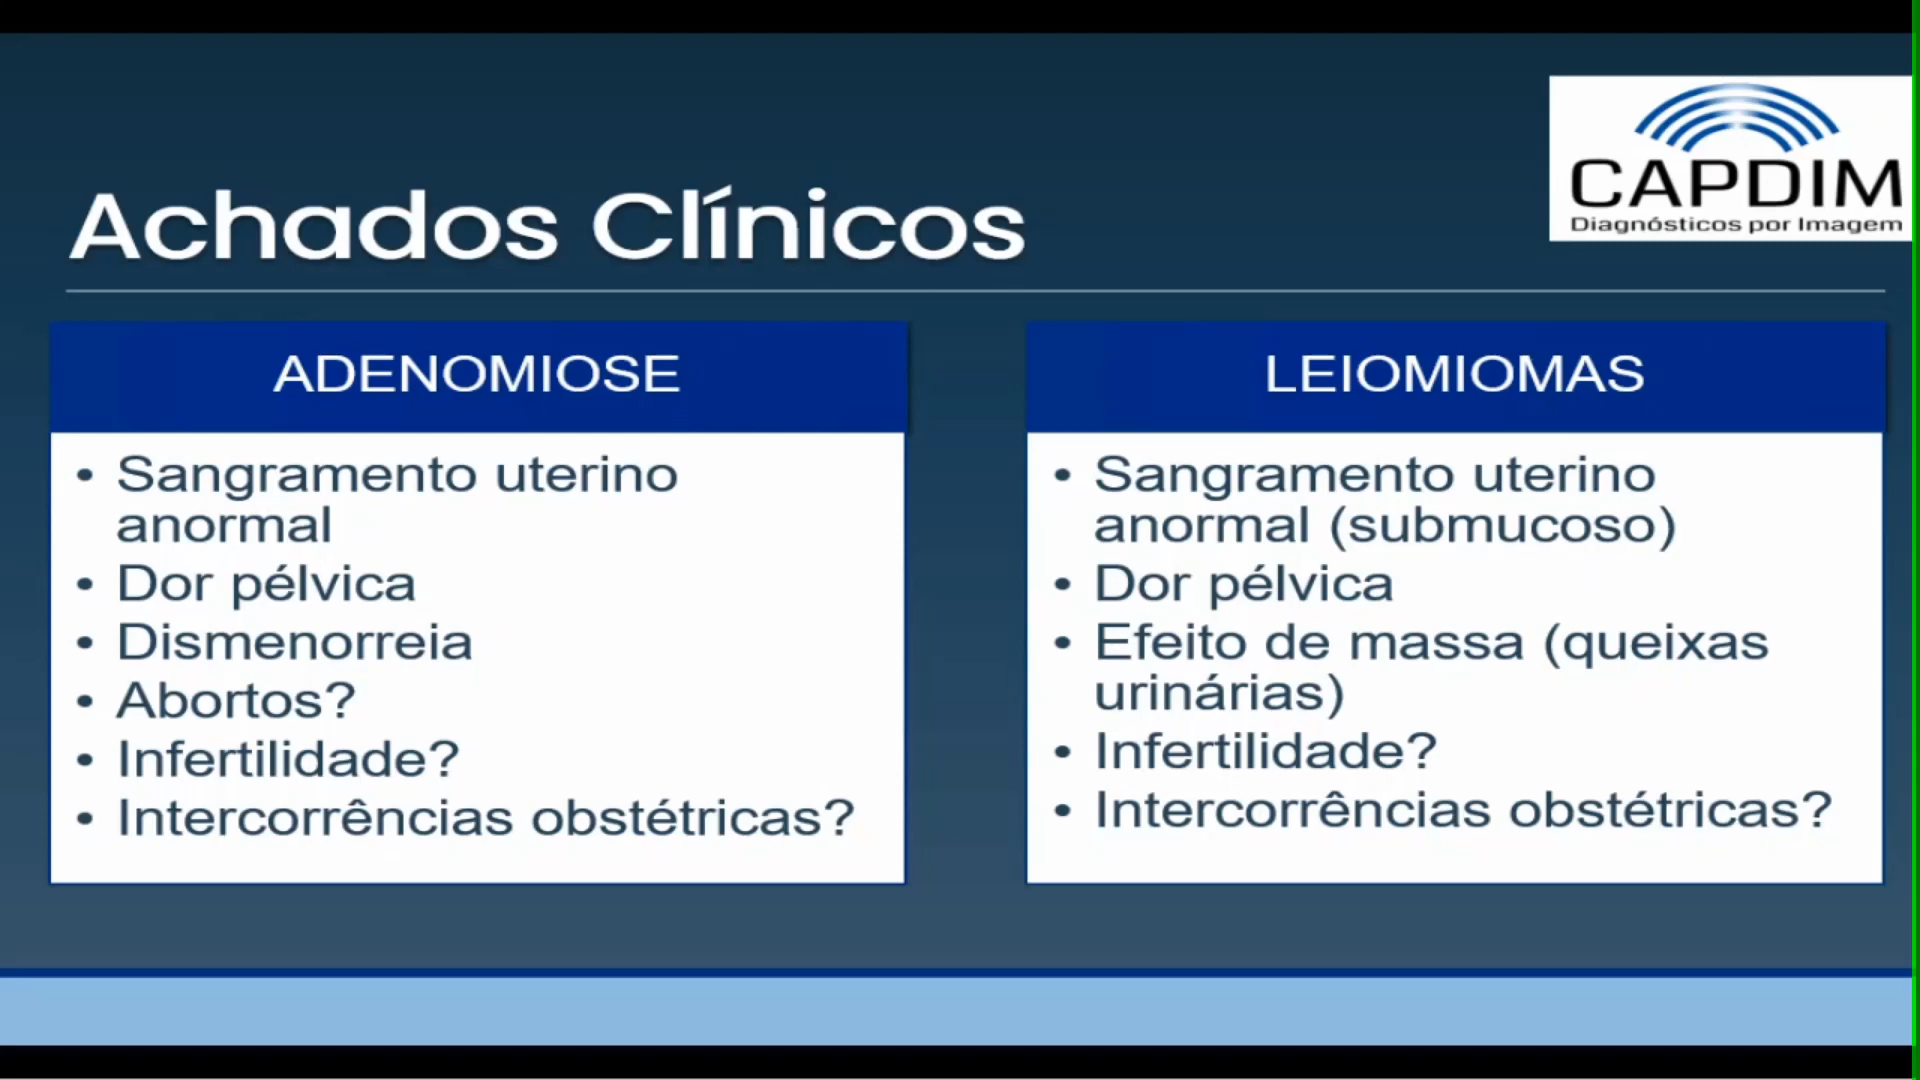 CAPDIM
Diagnósticos por Imagem
Achados Clínicos
ADENOMIOSE
• Sangramento uterino
anormal
• Dor pélvica
• Dismenorreia
• Abortos?
• Infertilidade?
• Intercorrências obstétricas?
LEIOMIOMAS
• Sangramento uterino
anormal (submucoso)
• Dor pélvica
• Efeito de massa (queixas
urinárias)
• Infertilidade?
• Intercorrências obstétricas?